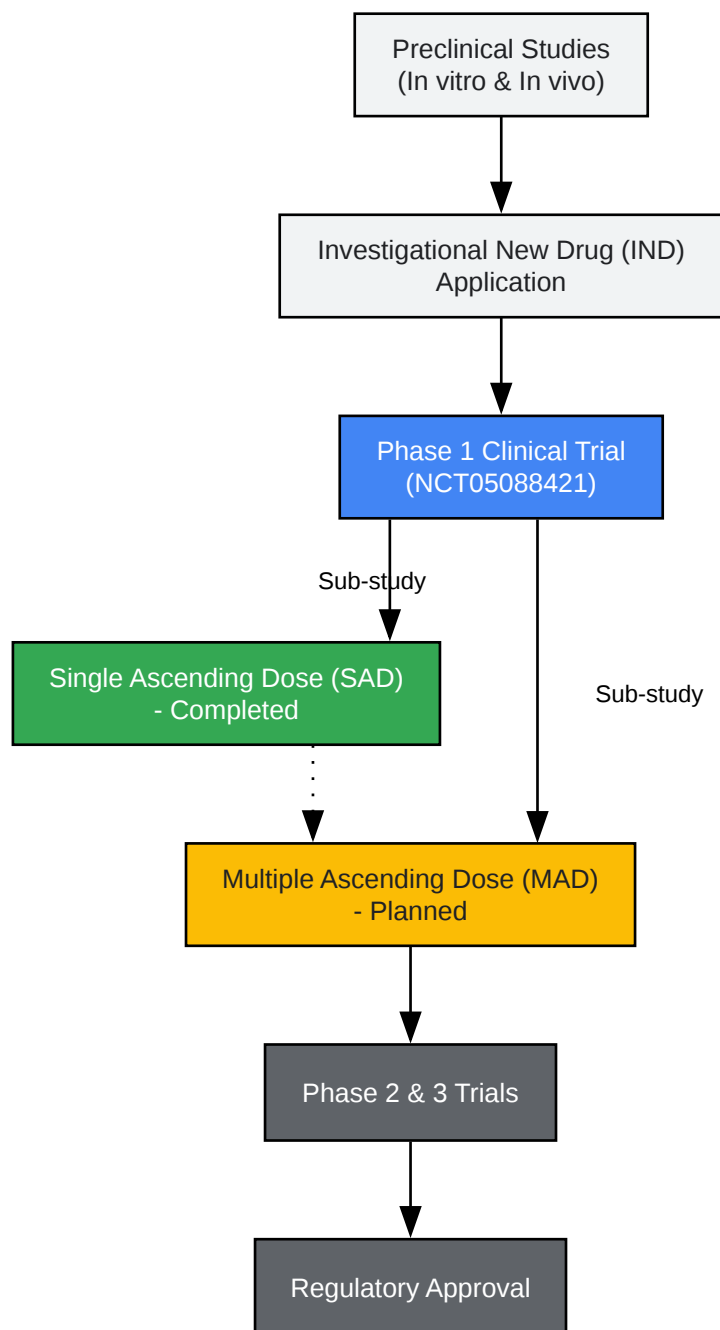 Preclinical Studies
(In vitro & In vivo)
Investigational New Drug (IND)
Application
Phase 1 Clinical Trial
(NCT05088421)
Sub-study
Single Ascending Dose (SAD)
- Completed
Sub-study
Multiple Ascending Dose (MAD)
- Planned
Phase 2 & 3 Trials
Regulatory Approval